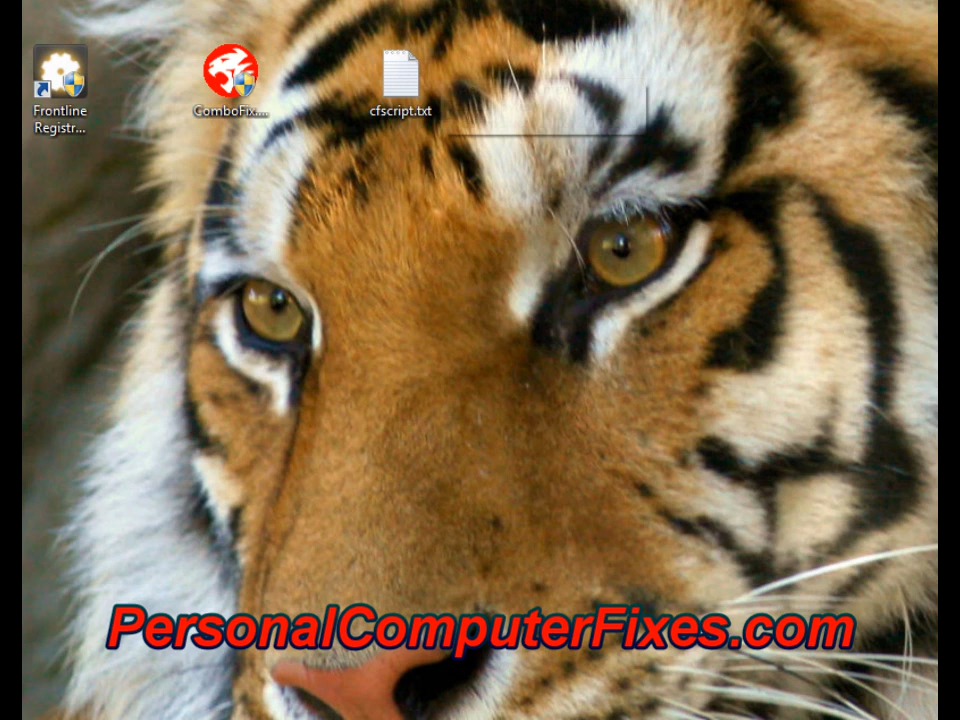 Frontline
Registr...
ComboFix....
cfscript.txt
PersonalComputerFixes.com